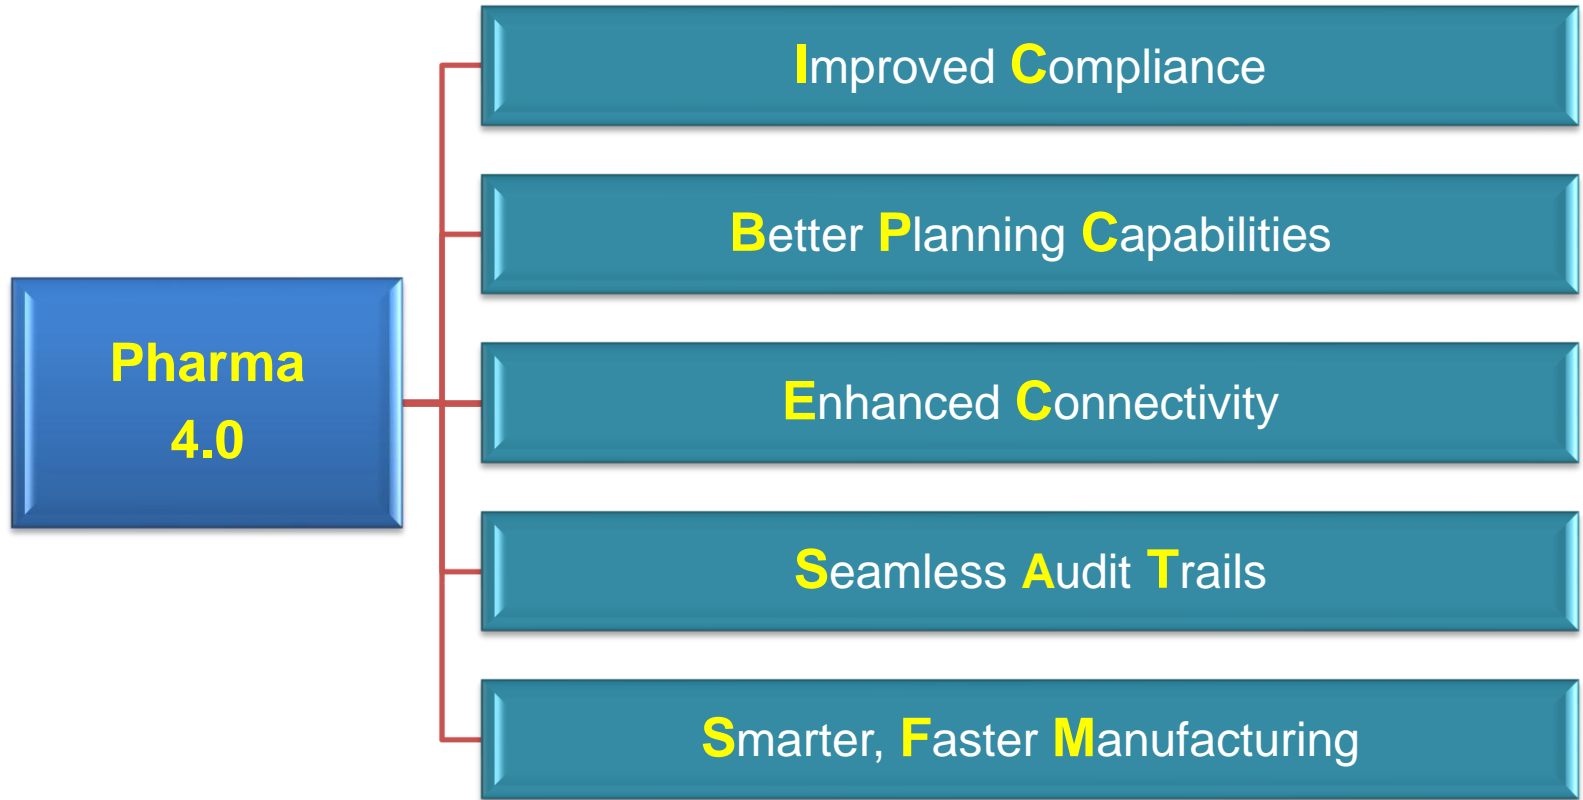 Improved Compliance
Better Planning Capabilities
Pharma
4.0
Enhanced Connectivity
Seamless Audit Trails
Smarter, Faster Manufacturing